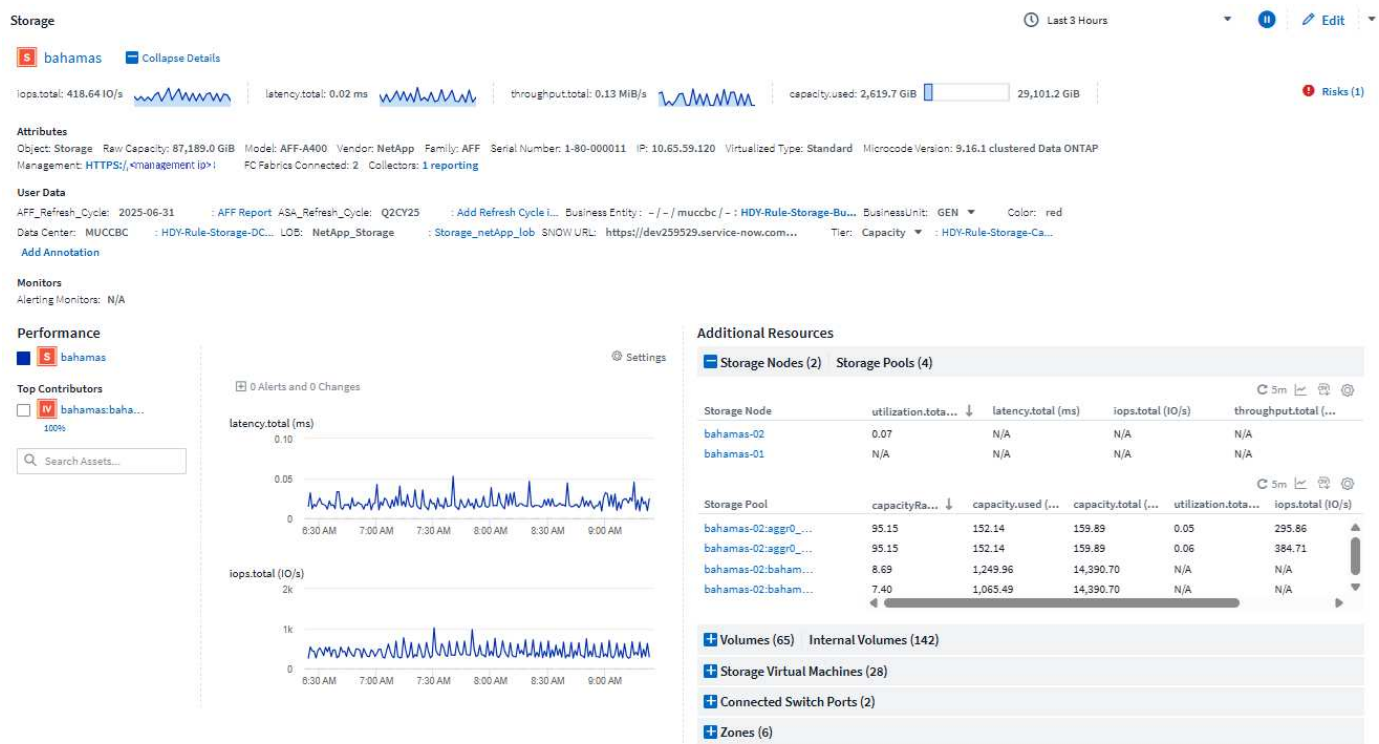 Storage
Last 3 Hours
Edit
S bahamas Collapse Details
iops.total: 418.64 IO/s latency.total: 0.02 ms throughput.total: 0.13 MiB/s capacity.used: 2,619.7 GiB 29,101.2 GiB Risks (1)
Attributes
Object: Storage Raw Capacity: 87,189.0 GiB Model: AFF-A400 Vendor: NetApp Family: AFF Serial Number: 1-80-000011 IP: 10.65.59.120 Virtualized Type: Standard Microcode Version: 9.16.1 clustered Data ONTAP
Management: HTTPS:/,<management ip>: FC Fabrics Connected: 2 Collectors: 1 reporting
User Data
AFF_Refresh_Cycle: 2025-06-31 : AFF Report ASA_Refresh_Cycle: Q2CY25 : Add Refresh Cycle i... Business Entity: - / - / muccbc / - : HDY-Rule-Storage-Bu... BusinessUnit: GEN Color: red
Data Center: MUCCBC : HDY-Rule-Storage-DC... LOB: NetApp_Storage : Storage_netApp_lob SNOW URL: https://dev259529.service-now.com... Tier: Capacity : HDY-Rule-Storage-Ca...
Add Annotation
Monitors
Alerting Monitors: N/A
Performance
S bahamas
Settings
Top Contributors
IV bahamas:baha...
100%
Search Assets...
0 Alerts and 0 Changes
latency.total (ms)
0.10
0.05
0
6:30 AM 7:00 AM 7:30 AM 8:00 AM 8:30 AM 9:00 AM
iops.total (IO/s)
2k
1k
0
6:30 AM 7:00 AM 7:30 AM 8:00 AM 8:30 AM 9:00 AM
Additional Resources
Storage Nodes (2) Storage Pools (4)
5m
Storage Node utilization.tota... latency.total (ms) iops.total (IO/s) throughput.total (...
bahamas-02 0.07 N/A N/A N/A
bahamas-01 N/A N/A N/A N/A
5m
Storage Pool capacityRa... capacity.used (... capacity.total (... utilization.tota... iops.total (IO/s)
bahamas-02:aggr0_... 95.15 152.14 159.89 0.05 295.86
bahamas-02:aggr0_... 95.15 152.14 159.89 0.06 384.71
bahamas-02:baham... 8.69 1,249.96 14,390.70 N/A N/A
bahamas-02:baham... 7.40 1,065.49 14,390.70 N/A N/A
Volumes (65) Internal Volumes (142)
Storage Virtual Machines (28)
Connected Switch Ports (2)
Zones (6)